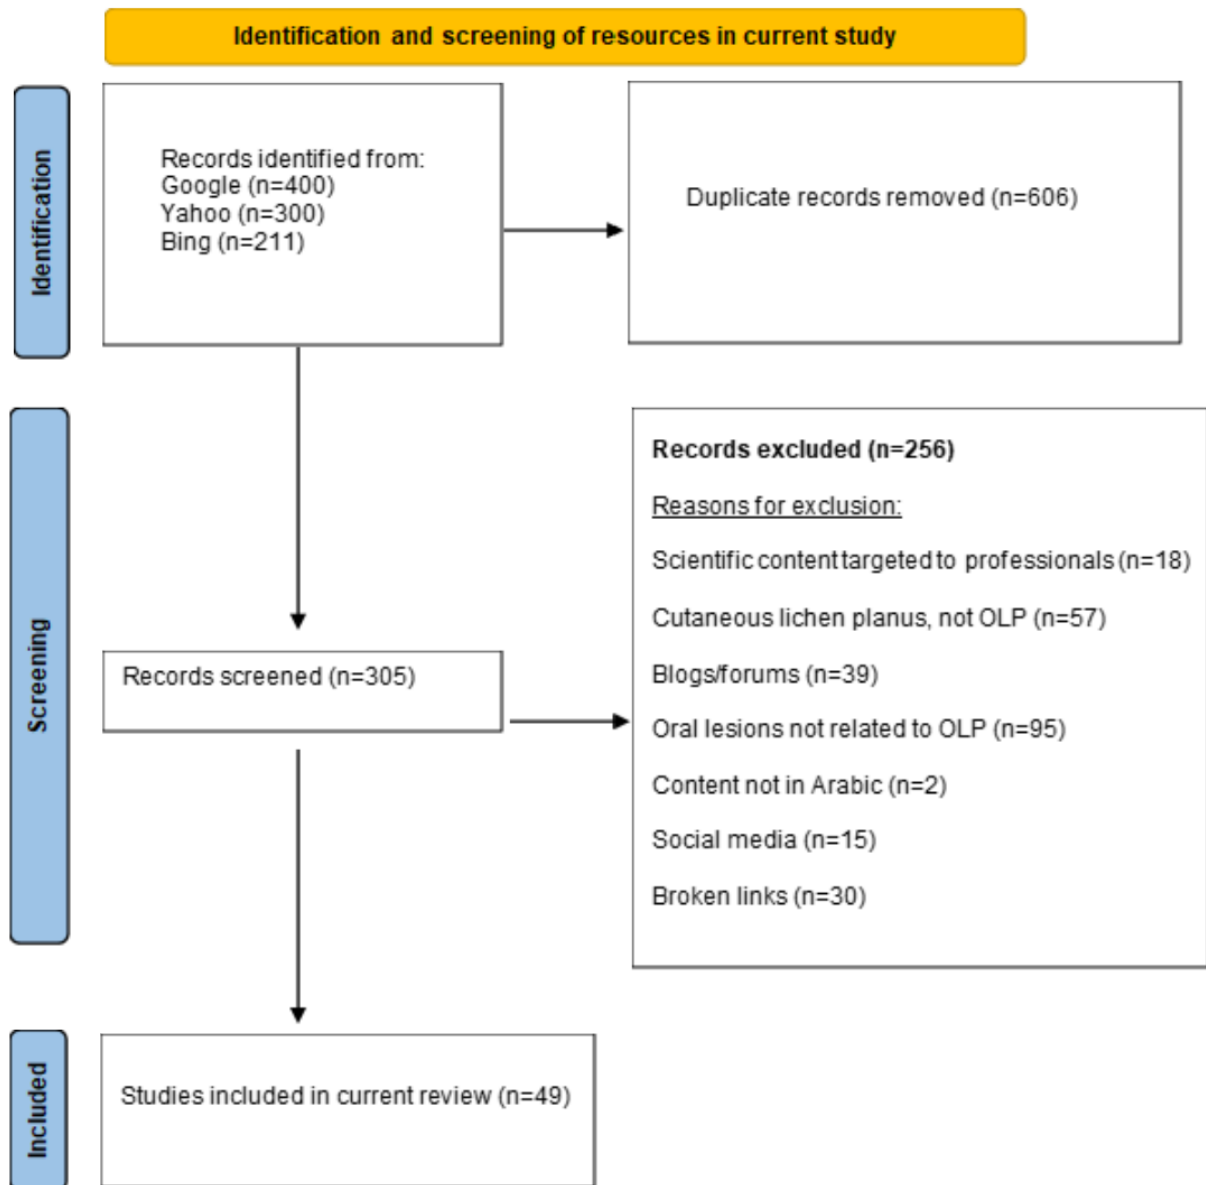 Identification and screening of resources in current study
Identification
Records identified from:
Google (n=400)
Yahoo (n=300)
Bing (n=211)
Duplicate records removed (n=606)
Screening
Records screened (n=305)
Records excluded (n=256)
Reasons for exclusion:
Scientific content targeted to professionals (n=18)
Cutaneous lichen planus, not OLP (n=57)
Blogs/forums (n=39)
Oral lesions not related to OLP (n=95)
Content not in Arabic (n=2)
Social media (n=15)
Broken links (n=30)
Included
Studies included in current review (n=49)